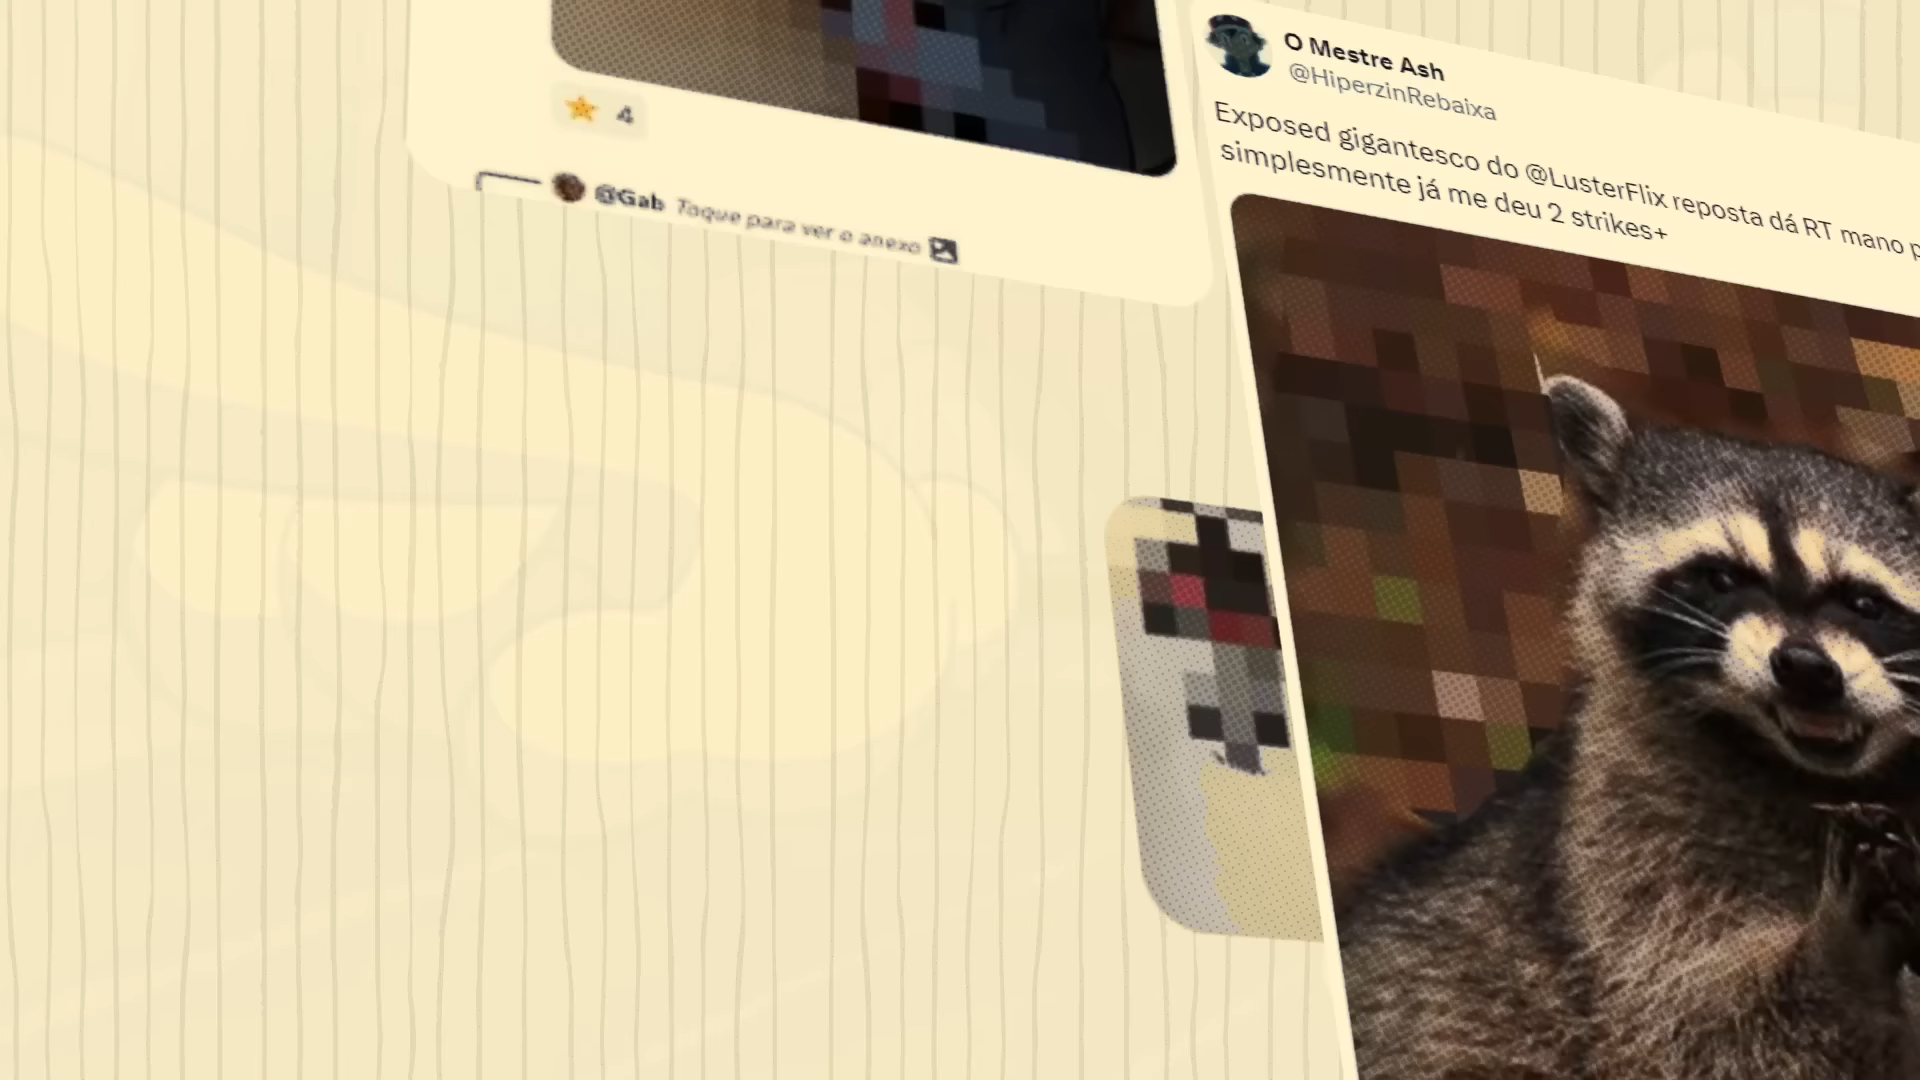 4
@Gab Toque para ver o anexo
O Mestre Ash
@HiperzinRebaixa
Exposed gigantesco do @LusterFlix reposta dá RT mano
simplesmente já me deu 2 strikes+